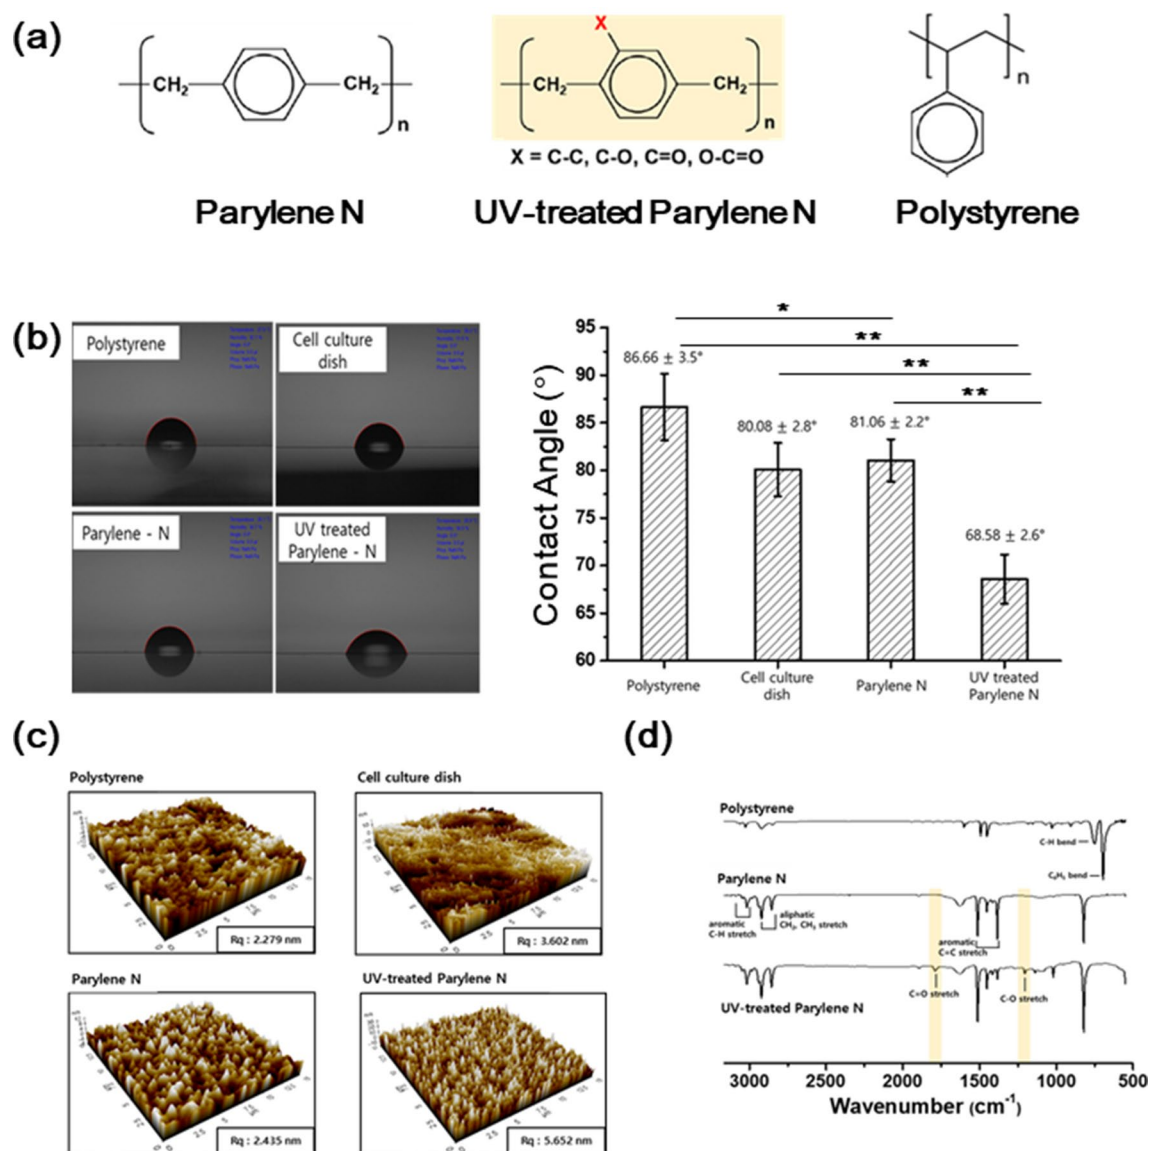 (a)
CH2
CH2
n
Parylene N
X
CH2
CH2
n
X = C-C, C-O, C=O, O-C=O
UV-treated Parylene N
n
Polystyrene
(b)
Polystyrene
Cell culture
dish
Parylene - N
UV treated
Parylene - N
Contact Angle (°)
95
90
85
80
75
70
65
60
*
**
**
**
86.66 ± 3.5°
80.08 ± 2.8°
81.06 ± 2.2°
68.58 ± 2.6°
Polystyrene
Cell culture
dish
Parylene N
UV treated
Parylene N
(c)
Polystyrene
Rq : 2.279 nm
Cell culture dish
Rq : 3.602 nm
Parylene N
Rq : 2.435 nm
UV-treated Parylene N
Rq : 5.652 nm
(d)
Polystyrene
C-H bend
C6H5 bend
Parylene N
aromatic
C-H stretch
aliphatic
CH2, CH3 stretch
aromatic
C=C stretch
C=O stretch
C-O stretch
UV-treated Parylene N
3000
2500
2000
1500
1000
500
Wavenumber (cm-1)